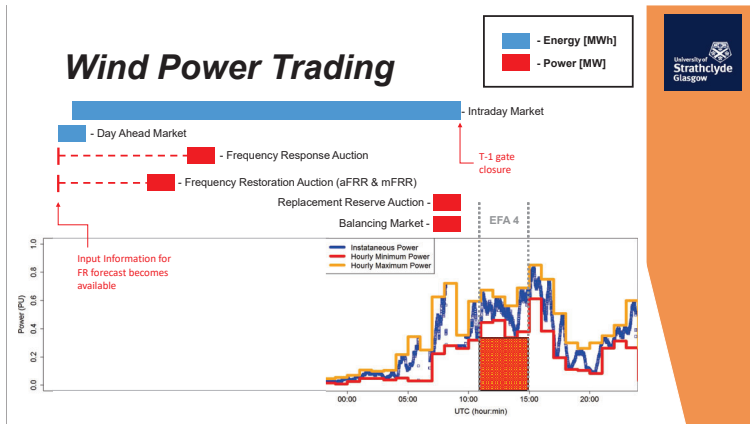 Wind Power Trading
- Energy [MWh]
- Power [MW]
University of
Strathclyde
Glasgow
- Intraday Market
- Day Ahead Market
- Frequency Response Auction
T-1 gate
closure
- Frequency Restoration Auction (aFRR & mFRR)
Replacement Reserve Auction -
Balancing Market -
EFA 4
Input Information for
FR forecast becomes
available
Instantaneous Power
Hourly Minimum Power
Hourly Maximum Power
Power (PU)
1.0
0.8
0.6
0.4
0.2
0.0
00:00
05:00
10:00
15:00
20:00
UTC (hour:min)